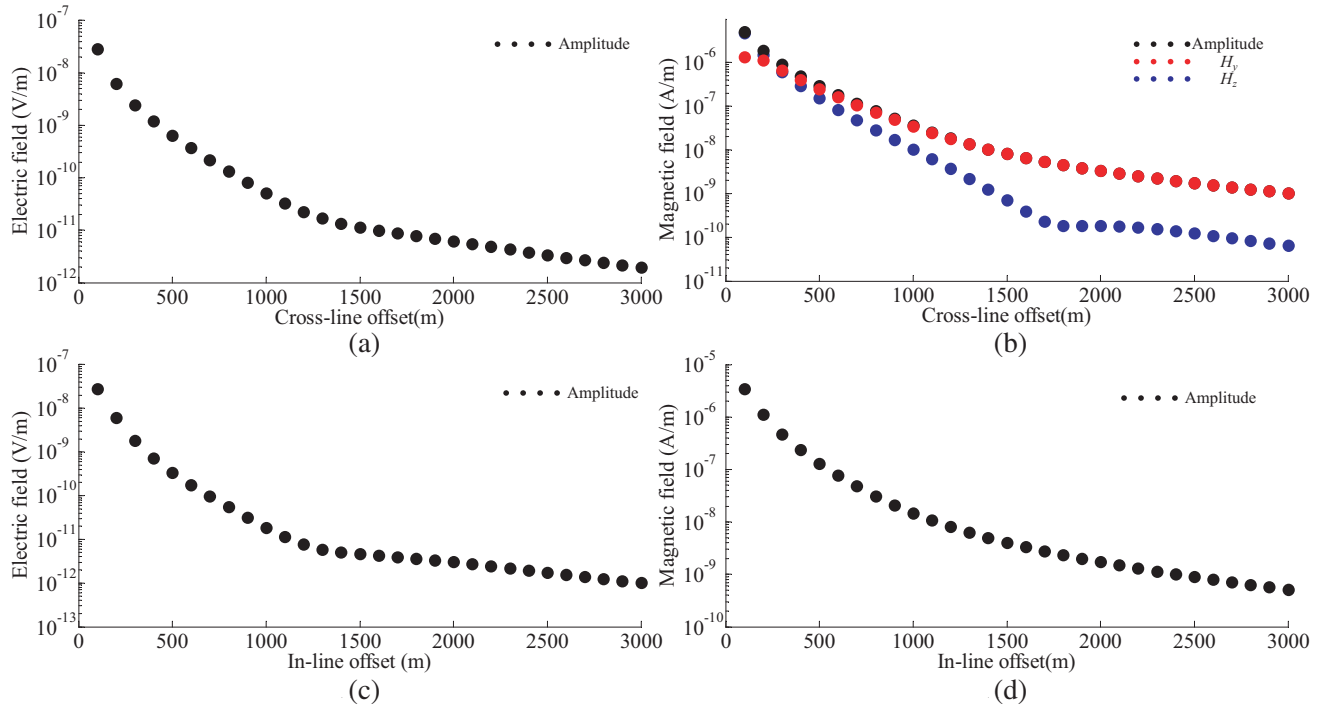 Electric field (V/m)
10^-7
10^-8
10^-9
10^-10
10^-11
10^-12
0 500 1000 1500 2000 2500 3000
Cross-line offset(m)
Amplitude
(a)
Magnetic field (A/m)
10^-6
10^-7
10^-8
10^-9
10^-10
10^-11
0 500 1000 1500 2000 2500 3000
Cross-line offset(m)
Amplitude
H_y
H_z
(b)
Electric field (V/m)
10^-7
10^-8
10^-9
10^-10
10^-11
10^-12
10^-13
0 500 1000 1500 2000 2500 3000
In-line offset (m)
Amplitude
(c)
Magnetic field (A/m)
10^-5
10^-6
10^-7
10^-8
10^-9
10^-10
0 500 1000 1500 2000 2500 3000
In-line offset(m)
Amplitude
(d)